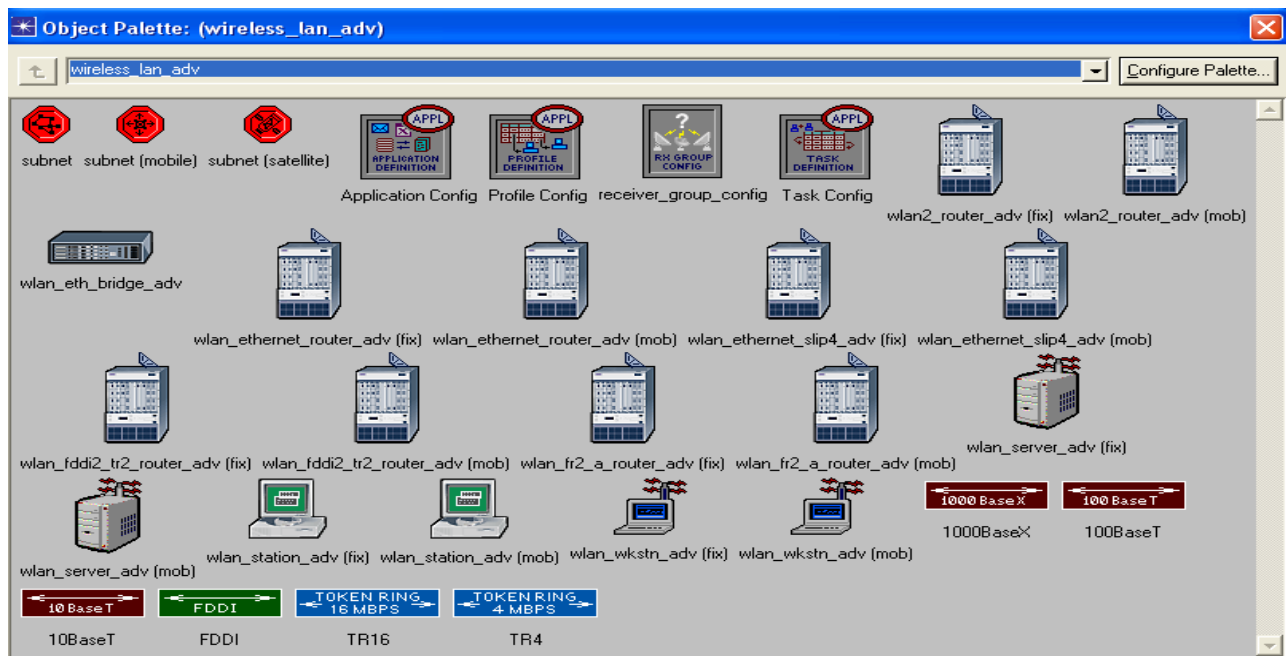 Object Palette: (wireless_lan_adv)
wireless_lan_adv Configure Palette...
APPL APPL ? APPL
APPLICATION DEFINITION PROFILE DEFINITION RX GROUP CONFIG TASK DEFINITION
subnet subnet (mobile) subnet (satellite)
Application Config Profile Config receiver_group_config Task Config
wlan2_router_adv (fix) wlan2_router_adv (mob)
wlan_eth_bridge_adv
wlan_ethernet_router_adv (fix) wlan_ethernet_router_adv (mob) wlan_ethernet_slip4_adv (fix) wlan_ethernet_slip4_adv (mob)
wlan_fddi2_tr2_router_adv (fix) wlan_fddi2_tr2_router_adv (mob) wlan_fr2_a_router_adv (fix) wlan_fr2_a_router_adv (mob)
wlan_server_adv (fix)
1000 BaseX 100 BaseT
1000BaseX 100BaseT
wlan_server_adv (mob) wlan_station_adv (fix) wlan_station_adv (mob) wlan_wkstn_adv (fix) wlan_wkstn_adv (mob)
10 BaseT FDDI TOKEN RING 16 MBPS TOKEN RING 4 MBPS
10BaseT FDDI TR16 TR4